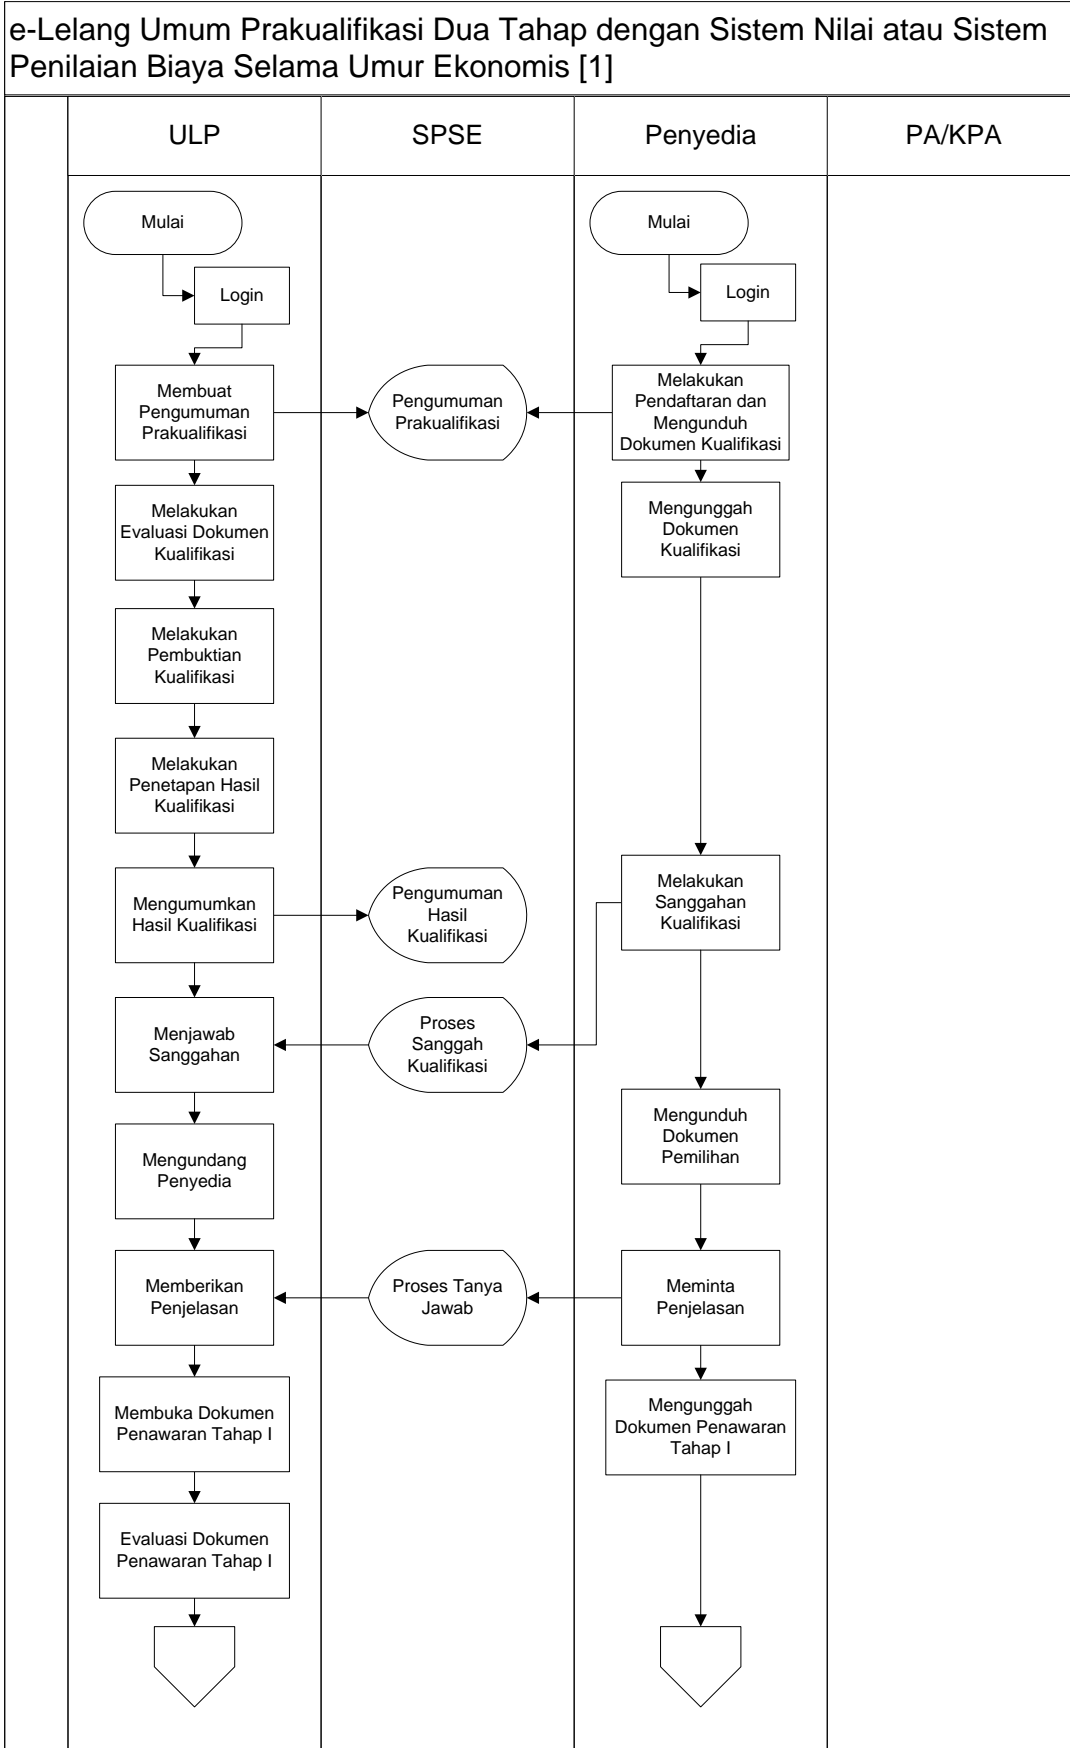 e-Lelang Umum Prakualifikasi Dua Tahap dengan Sistem Nilai atau Sistem
Penilaian Biaya Selama Umur Ekonomis [1]
ULP
SPSE
Penyedia
PA/KPA
Mulai
Mulai
Login
Login
Membuat
Pengumuman
Prakualifikasi
Pengumuman
Prakualifikasi
Melakukan
Pendaftaran dan
Mengunduh
Dokumen Kualifikasi
Melakukan
Evaluasi Dokumen
Kualifikasi
Mengunggah
Dokumen
Kualifikasi
Melakukan
Pembuktian
Kualifikasi
Melakukan
Penetapan Hasil
Kualifikasi
Mengumumkan
Hasil Kualifikasi
Pengumuman
Hasil
Kualifikasi
Melakukan
Sanggahan
Kualifikasi
Menjawab
Sanggahan
Proses
Sanggah
Kualifikasi
Mengunduh
Dokumen
Pemilihan
Mengundang
Penyedia
Memberikan
Penjelasan
Proses Tanya
Jawab
Meminta
Penjelasan
Membuka Dokumen
Penawaran Tahap I
Mengunggah
Dokumen Penawaran
Tahap I
Evaluasi Dokumen
Penawaran Tahap I